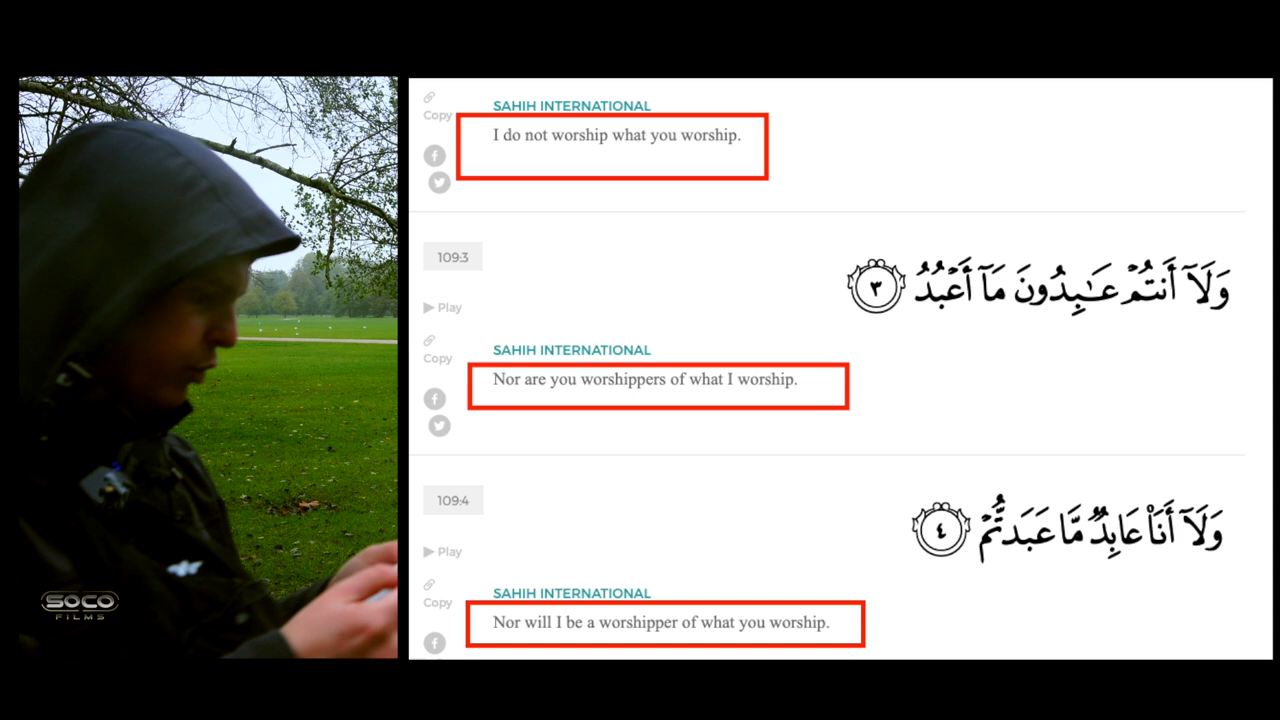 SOCO
FILMS
Copy
SAHIH INTERNATIONAL
I do not worship what you worship.
109:3
وَلَآ أَنتُمْ عَـٰبِدُونَ مَآ أَعْبُدُ ٣
Play
Copy
SAHIH INTERNATIONAL
Nor are you worshippers of what I worship.
109:4
وَلَآ أَنَا۠ عَابِدٌ مَّا عَبَدتُّمْ ٤
Play
Copy
SAHIH INTERNATIONAL
Nor will I be a worshipper of what you worship.